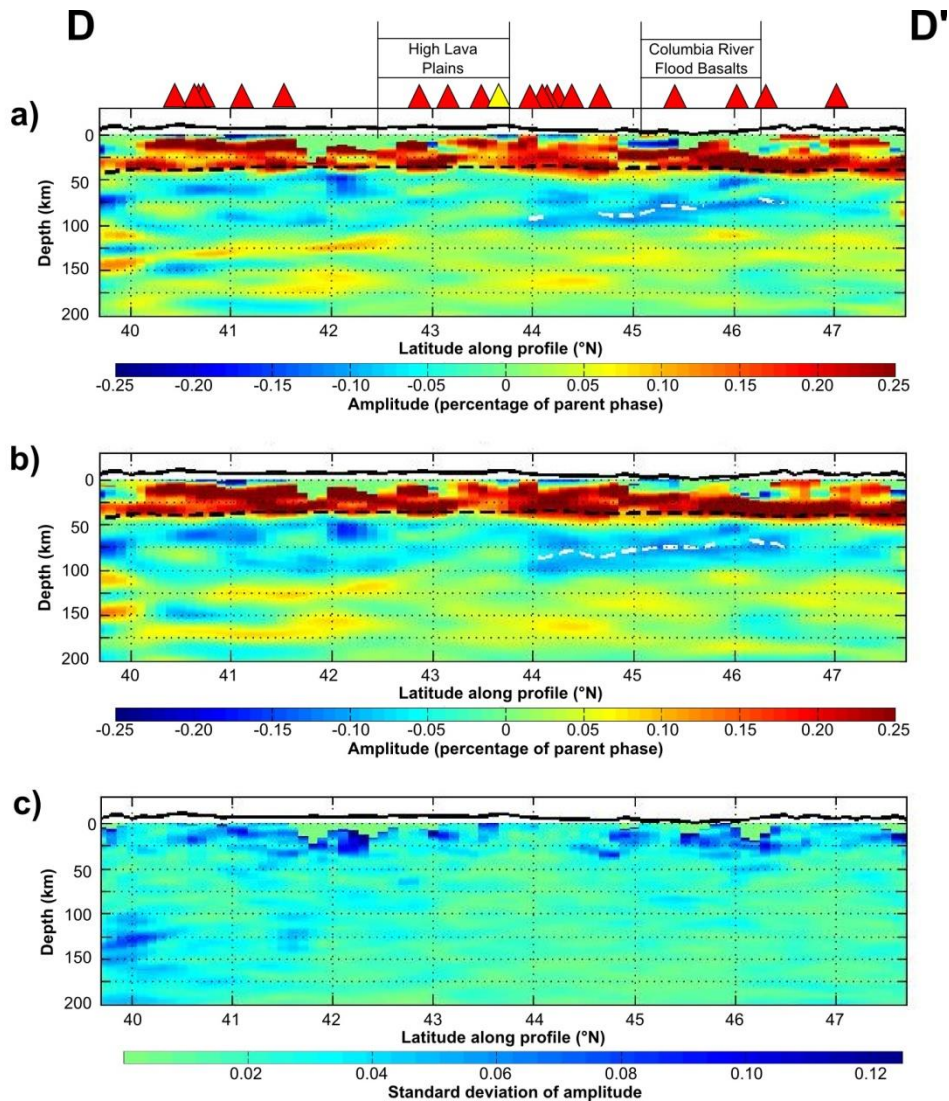 D
D'
High Lava
Plains
Columbia River
Flood Basalts
a)
0
50
100
150
200
Depth (km)
40 41 42 43 44 45 46 47
Latitude along profile (°N)
-0.25 -0.20 -0.15 -0.10 -0.05 0 0.05 0.10 0.15 0.20 0.25
Amplitude (percentage of parent phase)
b)
0
50
100
150
200
Depth (km)
40 41 42 43 44 45 46 47
Latitude along profile (°N)
-0.25 -0.20 -0.15 -0.10 -0.05 0 0.05 0.10 0.15 0.20 0.25
Amplitude (percentage of parent phase)
c)
0
50
100
150
200
Depth (km)
40 41 42 43 44 45 46 47
Latitude along profile (°N)
0.02 0.04 0.06 0.08 0.10 0.12
Standard deviation of amplitude